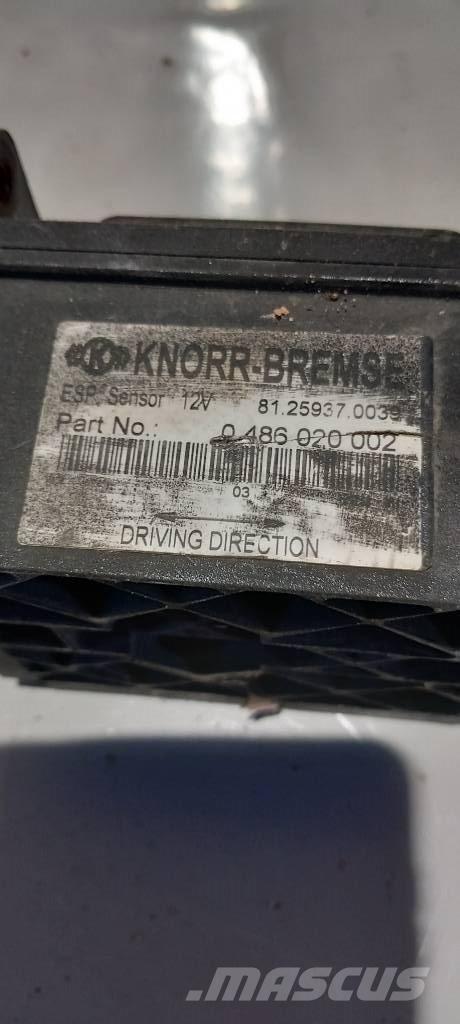 KNORR-BREMSE
ESP. Sensor 12V 81.25937.0039
Part No.: 0 486 020 002
03
DRIVING DIRECTION
MASCUS